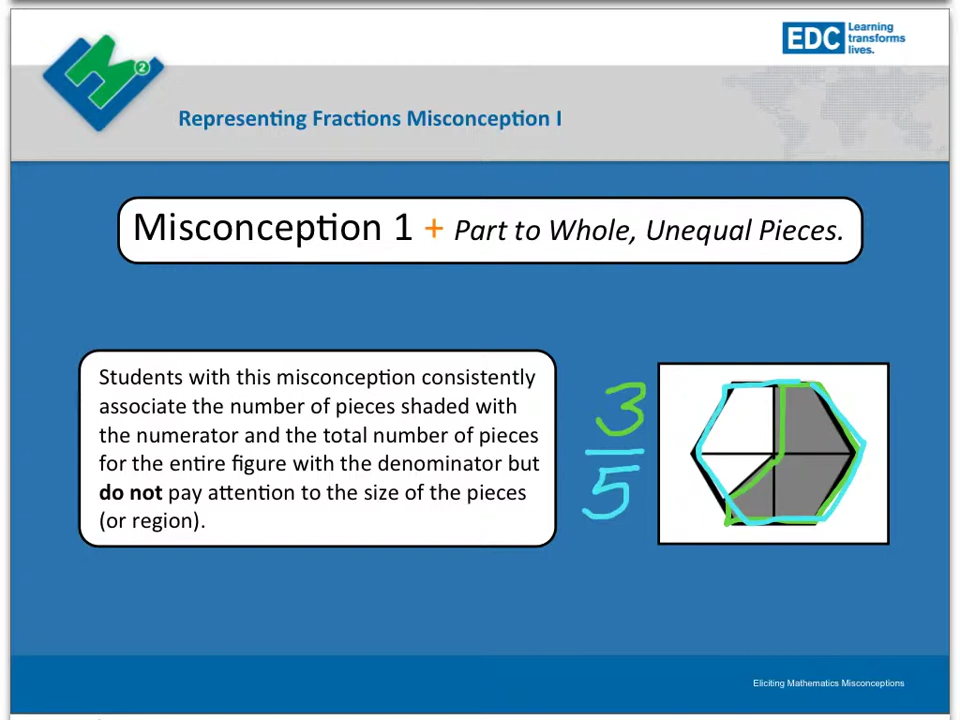 EDC
Learning
transforms
lives.
2
Representing Fractions Misconception I
Misconception 1 + Part to Whole, Unequal Pieces.
Students with this misconception consistently
associate the number of pieces shaded with
the numerator and the total number of pieces
for the entire figure with the denominator but
do not pay attention to the size of the pieces
(or region).
3
5
Eliciting Mathematics Misconceptions